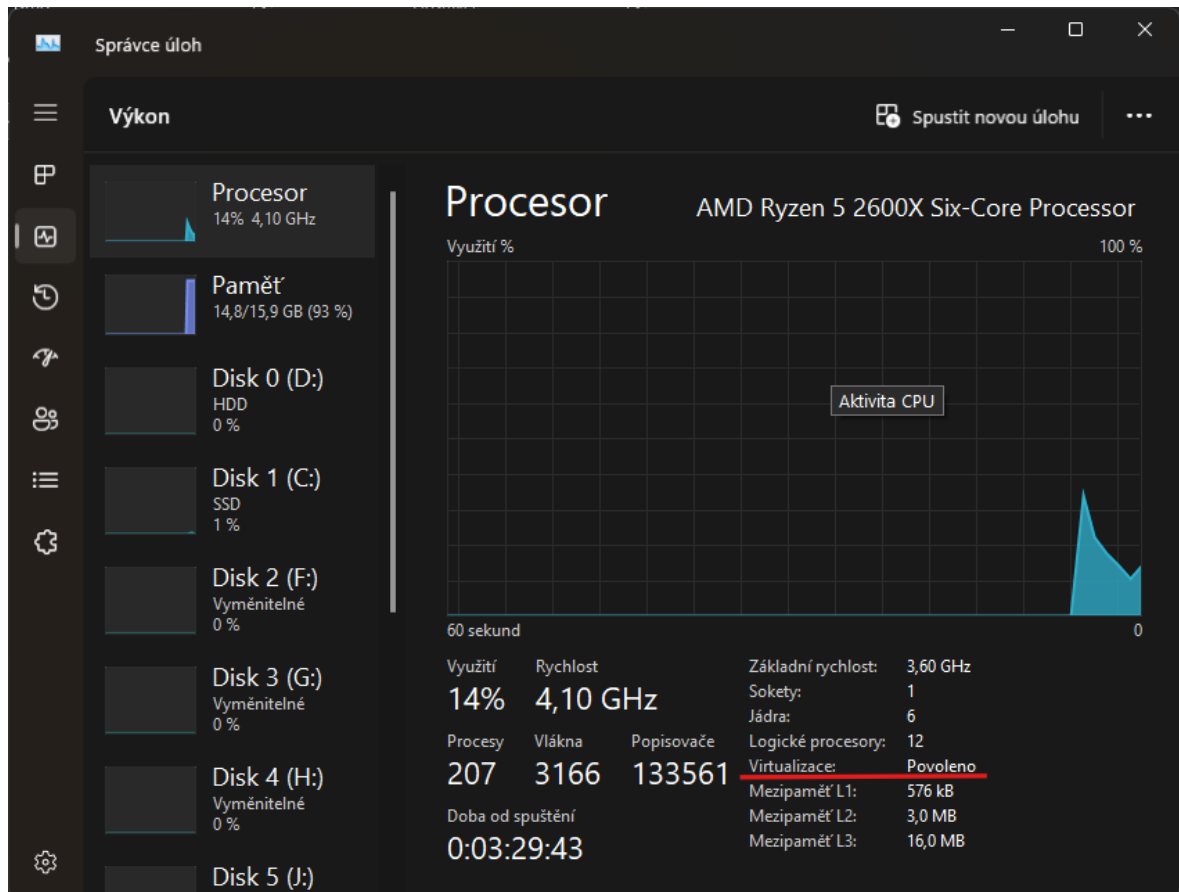 Správce úloh
Výkon
Spustit novou úlohu
Procesor
14% 4,10 GHz
Paměť
14,8/15,9 GB (93 %)
Disk 0 (D:)
HDD
0 %
Disk 1 (C:)
SSD
1 %
Disk 2 (F:)
Vyměnitelné
0 %
Disk 3 (G:)
Vyměnitelné
0 %
Disk 4 (H:)
Vyměnitelné
0 %
Disk 5 (J:)
Procesor AMD Ryzen 5 2600X Six-Core Processor
Využití % 100 %
Aktivita CPU
60 sekund 0
Využití Rychlost
14% 4,10 GHz
Procesy Vlákna Popisovače
207 3166 133561
Doba od spuštění
0:03:29:43
Základní rychlost: 3,60 GHz
Sokety: 1
Jádra: 6
Logické procesory: 12
Virtualizace: Povoleno
Mezipaměť L1: 576 kB
Mezipaměť L2: 3,0 MB
Mezipaměť L3: 16,0 MB